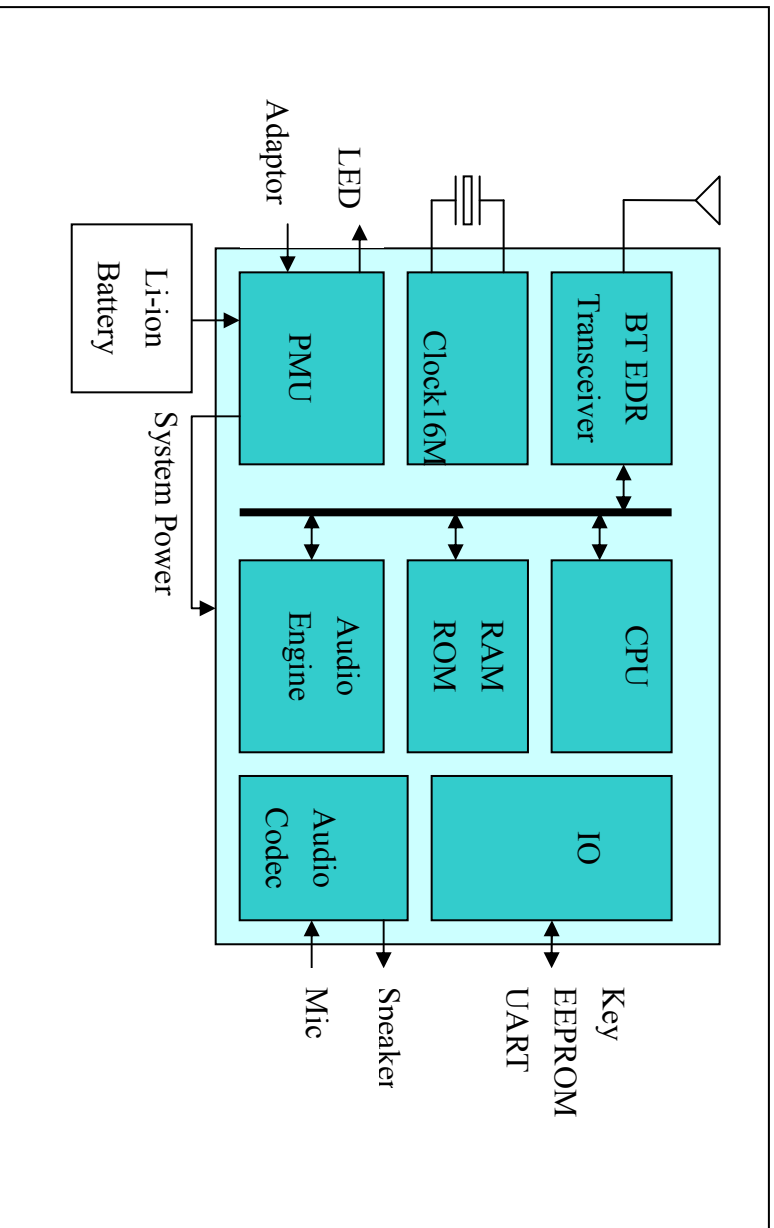 BT EDR
Transceiver
CPU
IO
Key
EEPROM
UART
Clock16M
RAM
ROM
LED
Adaptor
PMU
Audio
Engine
Audio
Codec
Speaker
Mic
Li-ion
Battery
System Power